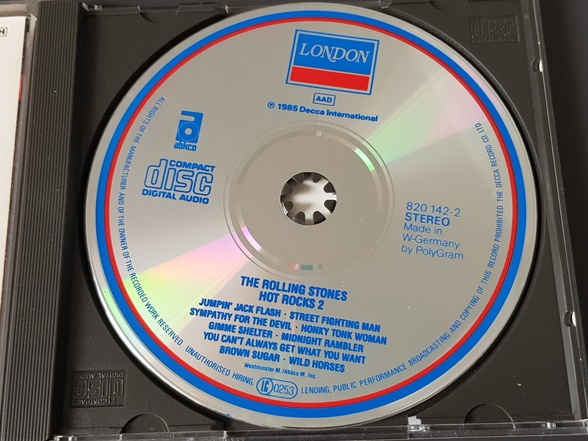 LONDON
AAD
℗ 1985 Decca International
abkco
COMPACT
disc
DIGITAL AUDIO
820 142-2
STEREO
Made in
W-Germany
by PolyGram
THE ROLLING STONES
HOT ROCKS 2
JUMPIN' JACK FLASH · STREET FIGHTING MAN
SYMPATHY FOR THE DEVIL · HONKY TONK WOMAN
GIMME SHELTER · MIDNIGHT RAMBLER
YOU CAN'T ALWAYS GET WHAT YOU WANT
BROWN SUGAR · WILD HORSES
Westminster M./Abkco M. Inc.
ALL RIGHTS OF THE MANUFACTURER AND OF THE OWNER OF THE RECORDED WORK RESERVED. UNAUTHORISED HIRING, LENDING, PUBLIC PERFORMANCE, BROADCASTING AND COPYING OF THIS RECORD PROHIBITED. THE DECCA RECORD CO. LTD.
0253